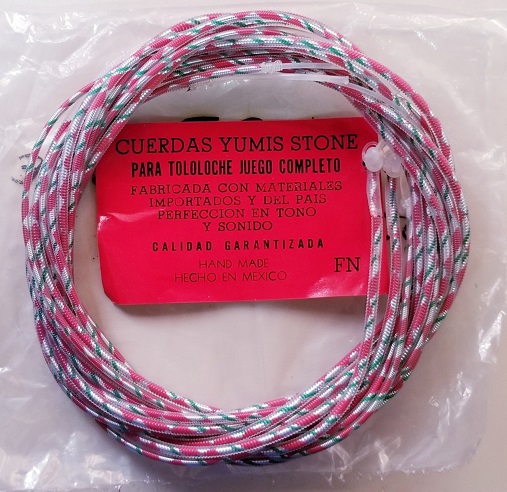 CUERDAS YUMIS STONE
PARA TOLOLOCHE JUEGO COMPLETO
FABRICADA CON MATERIALES
IMPORTADOS Y DEL PAIS
PERFECCION EN TONO
Y SONIDO
CALIDAD GARANTIZADA
HAND MADE
HECHO EN MEXICO
FN